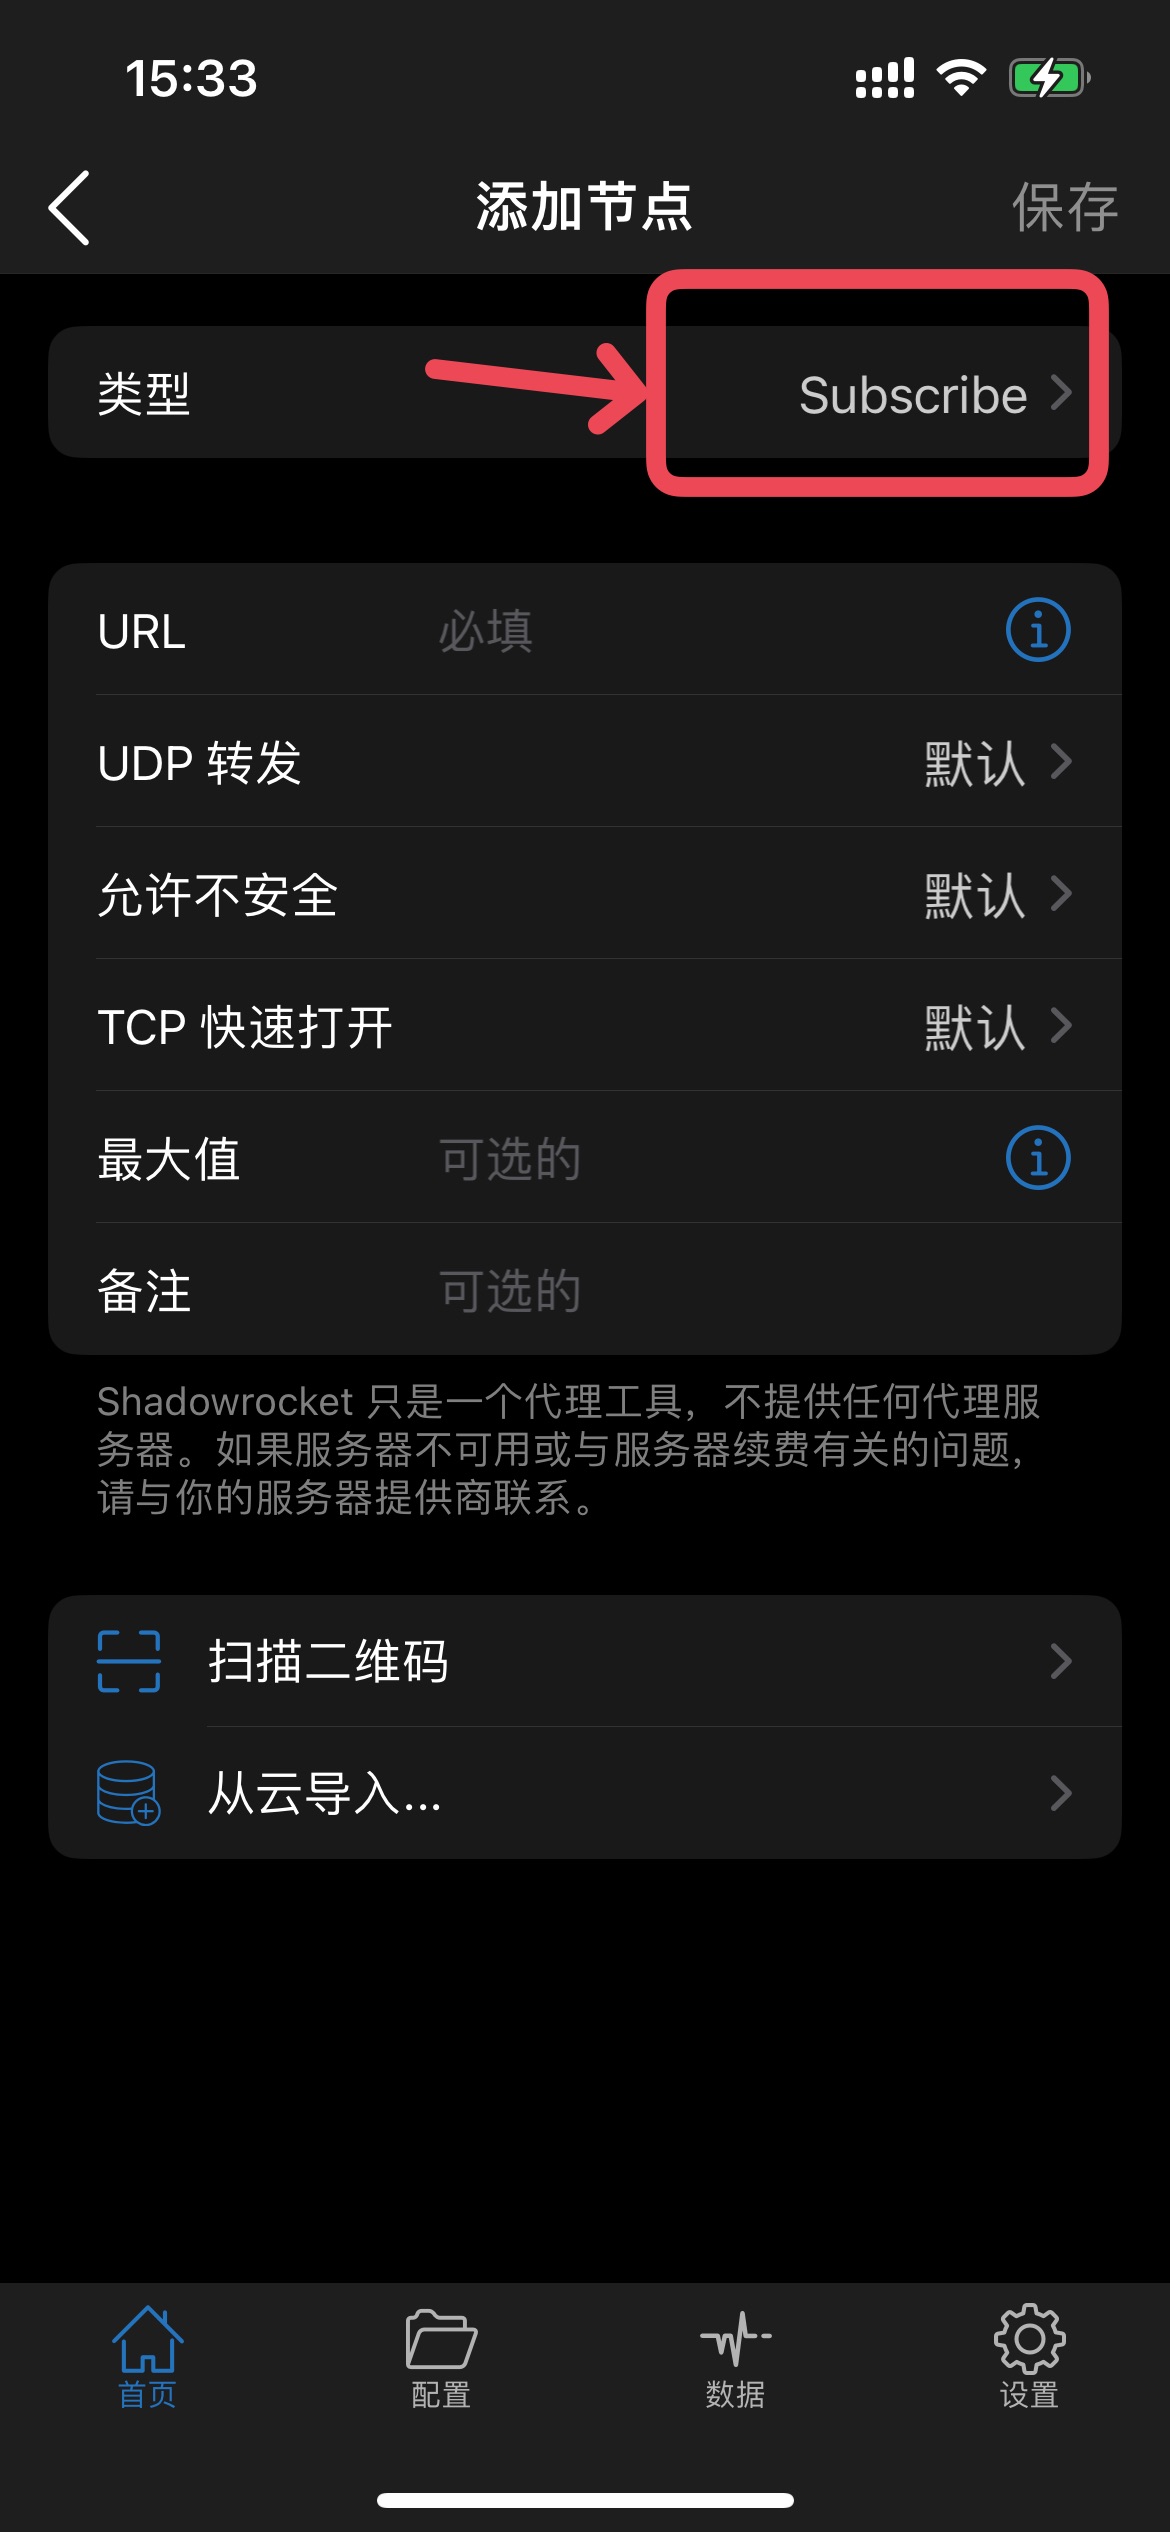 15:33
添加节点
保存
类型
Subscribe
URL
必填
UDP 转发
默认
允许不安全
默认
TCP 快速打开
默认
最大值
可选的
备注
可选的
Shadowrocket 只是一个代理工具，不提供任何代理服
务器。如果服务器不可用或与服务器续费有关的问题，
请与你的服务器提供商联系。
扫描二维码
从云导入...
首页
配置
数据
设置